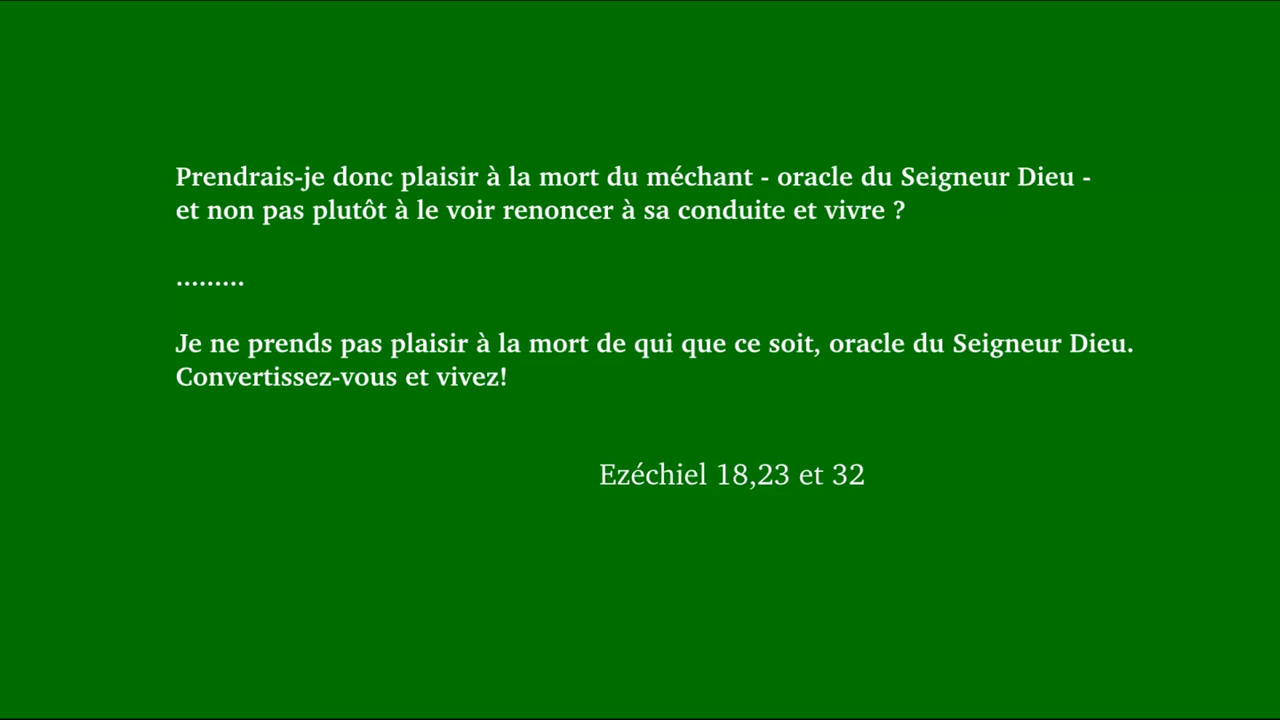 Prendrais-je donc plaisir à la mort du méchant - oracle du Seigneur Dieu -
et non pas plutôt à le voir renoncer à sa conduite et vivre ?
.........
Je ne prends pas plaisir à la mort de qui que ce soit, oracle du Seigneur Dieu.
Convertissez-vous et vivez!
Ezéchiel 18,23 et 32